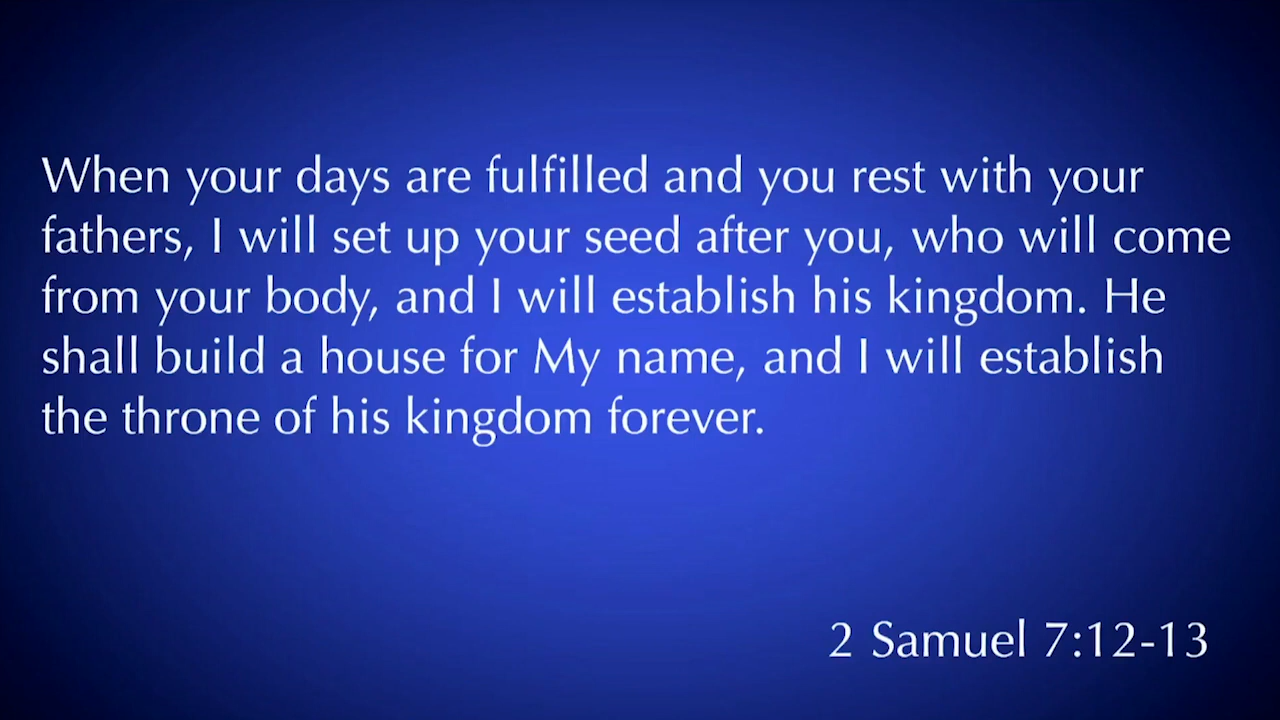 When your days are fulfilled and you rest with your
fathers, I will set up your seed after you, who will come
from your body, and I will establish his kingdom. He
shall build a house for My name, and I will establish
the throne of his kingdom forever.
2 Samuel 7:12-13